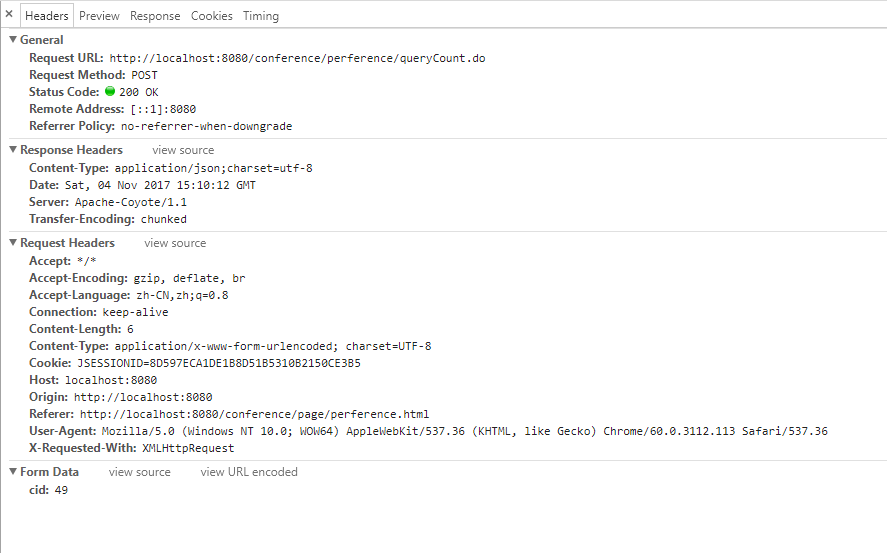 × Headers Preview Response Cookies Timing
▼ General
Request URL: http://localhost:8080/conference/perference/queryCount.do
Request Method: POST
Status Code: 200 OK
Remote Address: [::1]:8080
Referrer Policy: no-referrer-when-downgrade
▼ Response Headers view source
Content-Type: application/json;charset=utf-8
Date: Sat, 04 Nov 2017 15:10:12 GMT
Server: Apache-Coyote/1.1
Transfer-Encoding: chunked
▼ Request Headers view source
Accept: */*
Accept-Encoding: gzip, deflate, br
Accept-Language: zh-CN,zh;q=0.8
Connection: keep-alive
Content-Length: 6
Content-Type: application/x-www-form-urlencoded; charset=UTF-8
Cookie: JSESSIONID=8D597ECA1DE1B8D51B5310B2150CE3B5
Host: localhost:8080
Origin: http://localhost:8080
Referer: http://localhost:8080/conference/page/perference.html
User-Agent: Mozilla/5.0 (Windows NT 10.0; WOW64) AppleWebKit/537.36 (KHTML, like Gecko) Chrome/60.0.3112.113 Safari/537.36
X-Requested-With: XMLHttpRequest
▼ Form Data view source view URL encoded
cid: 49